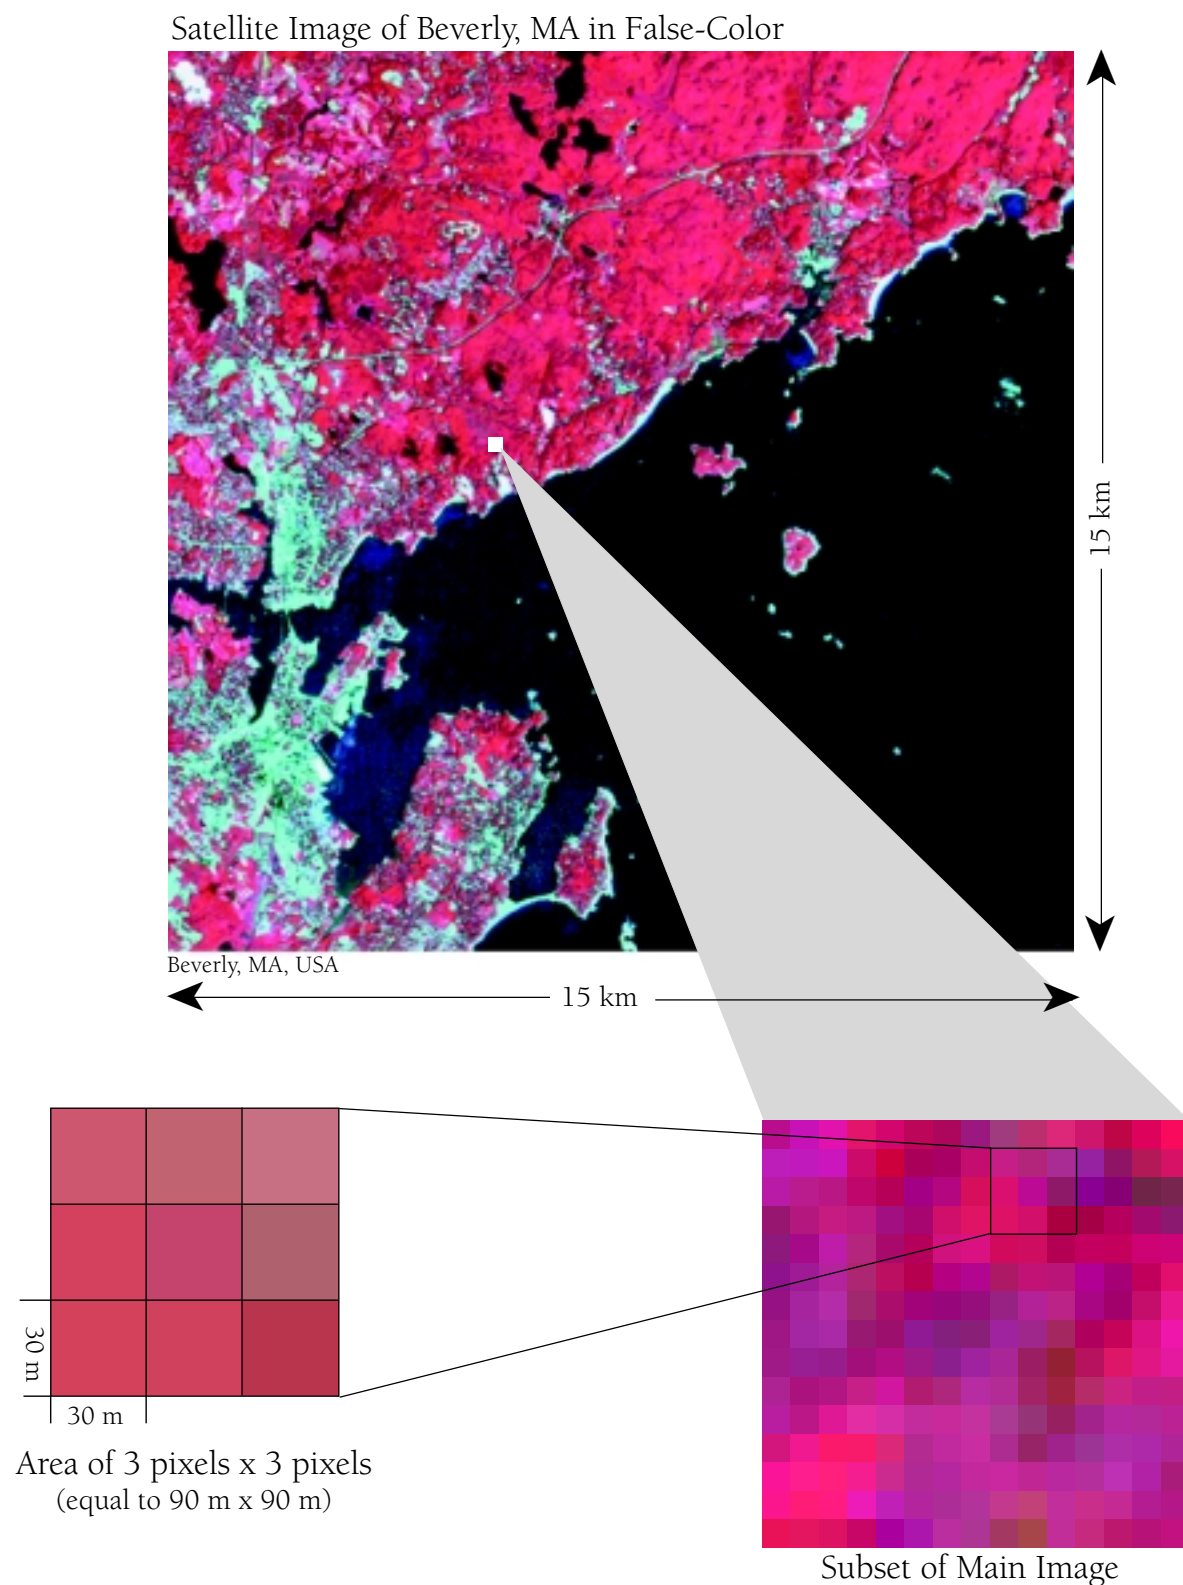 Satellite Image of Beverly, MA in False-Color
15 km
Beverly, MA, USA
15 km
30 m
30 m
Area of 3 pixels x 3 pixels
(equal to 90 m x 90 m)
Subset of Main Image